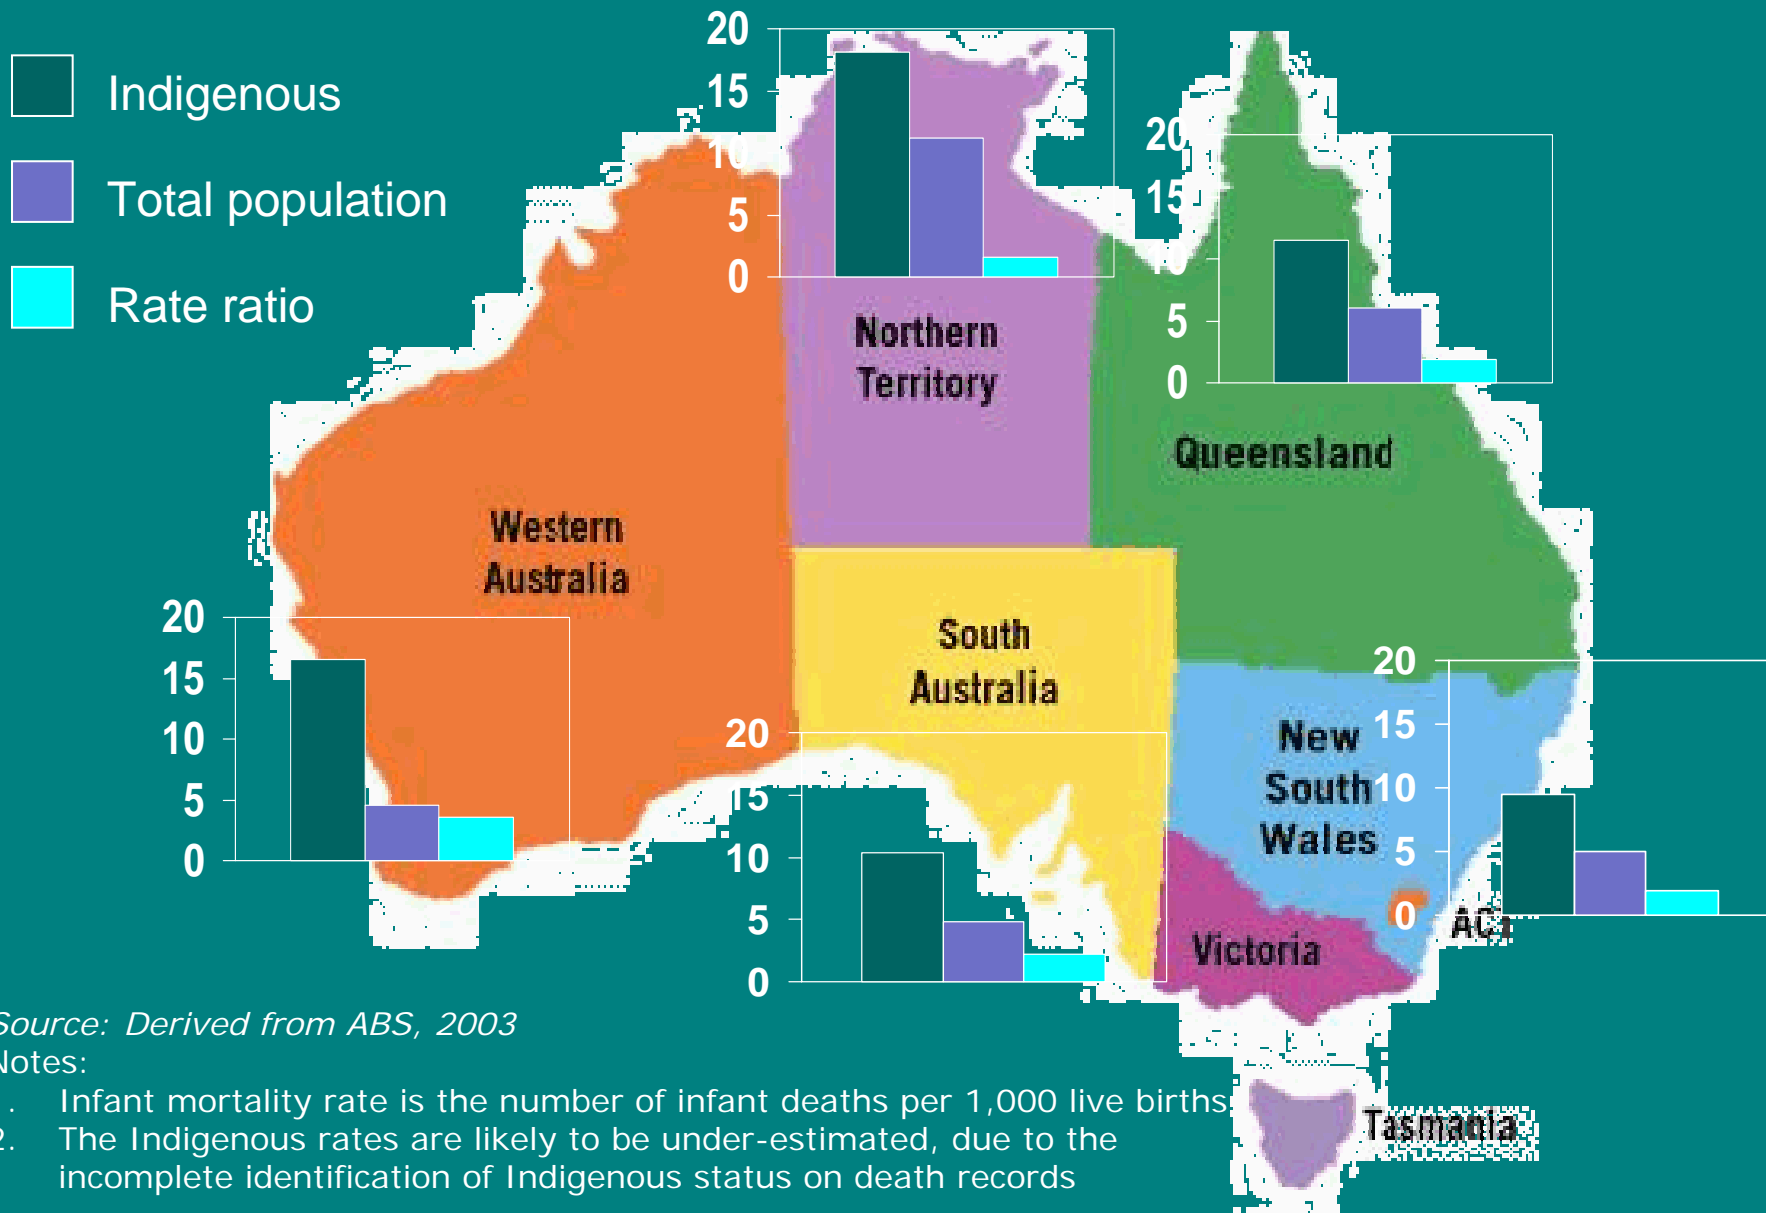 Indigenous
Total population
Rate ratio
20
15
10
5
0
20
15
10
5
0
Northern
Territory
Queensland
Western
Australia
20
15
10
5
0
South
Australia
20
15
10
5
0
New
South
Wales
20
15
10
5
0
ACT
Victoria
Tasmania
Source: Derived from ABS, 2003
Notes:
. Infant mortality rate is the number of infant deaths per 1,000 live births
2. The Indigenous rates are likely to be under-estimated, due to the
incomplete identification of Indigenous status on death records